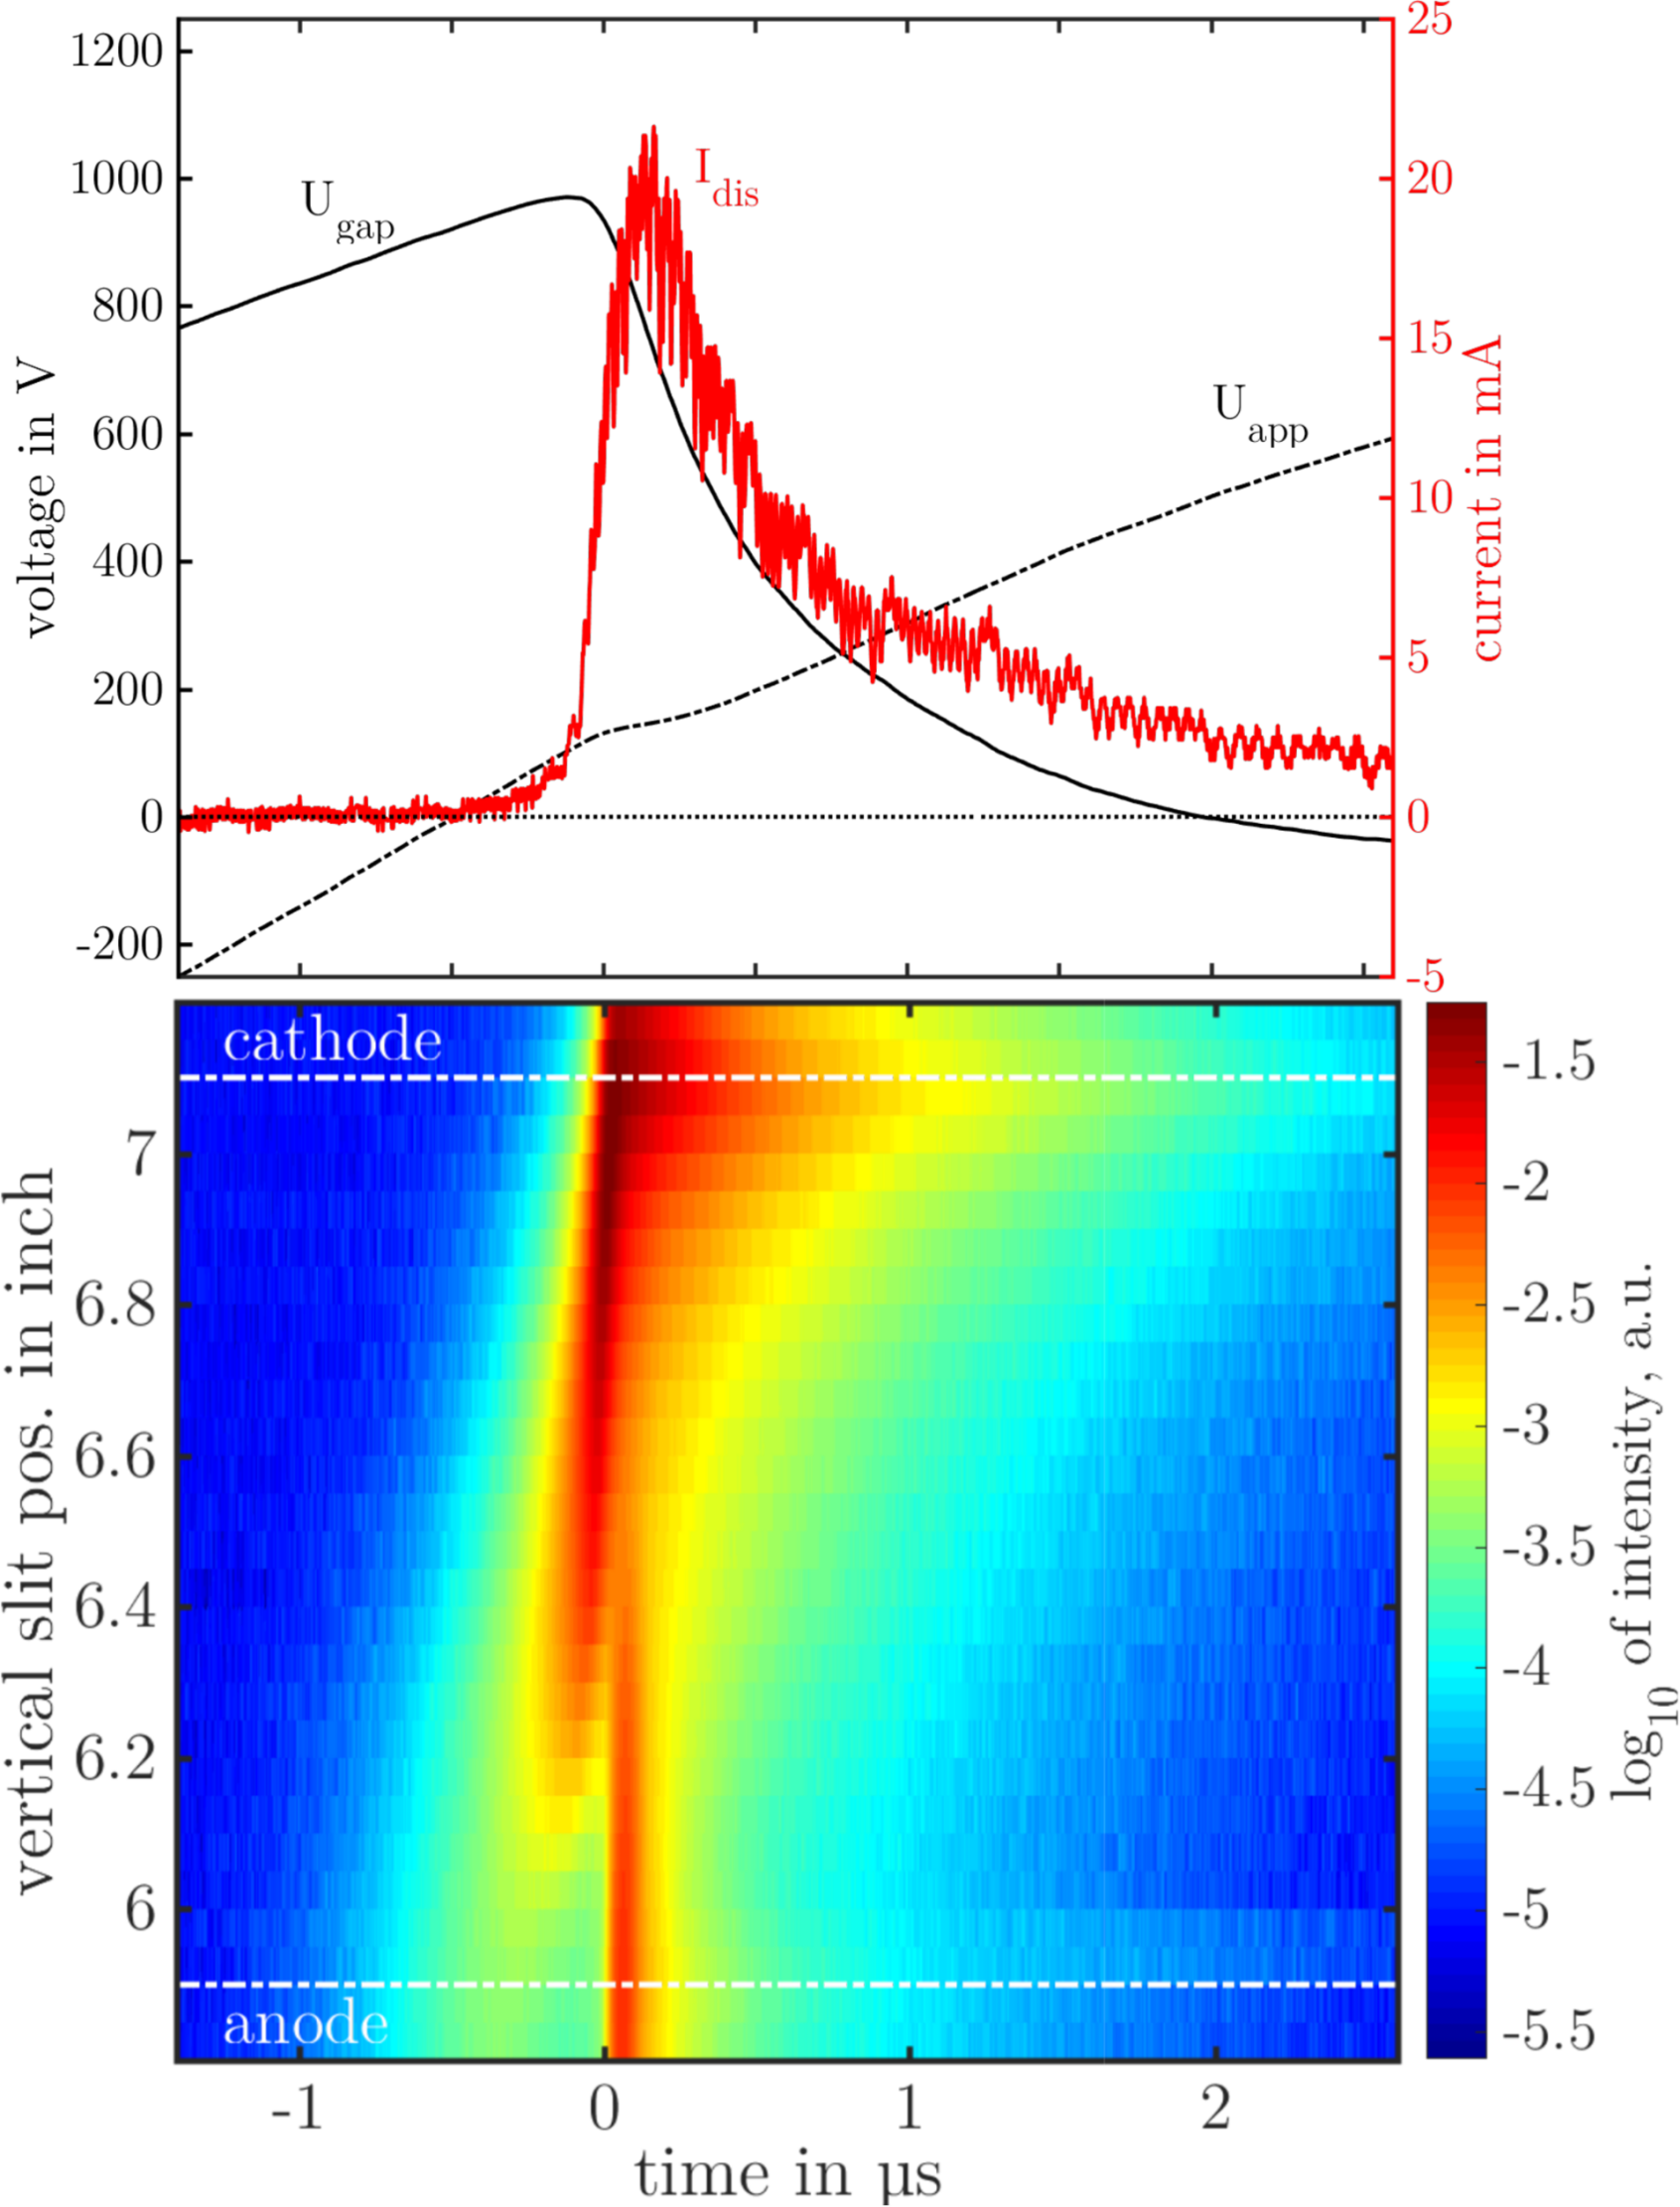 25
1200
1000
800
600
400
200
0
-200
voltage in V
U_gap
I_dis
U_app
20
15
10
5
0
-5
current in mA
cathode
anode
7
6.8
6.6
6.4
6.2
6
vertical slit pos. in inch
-1.5
-2
-2.5
-3
-3.5
-4
-4.5
-5
-5.5
log10 of intensity, a.u.
-1 0 1 2
time in µs